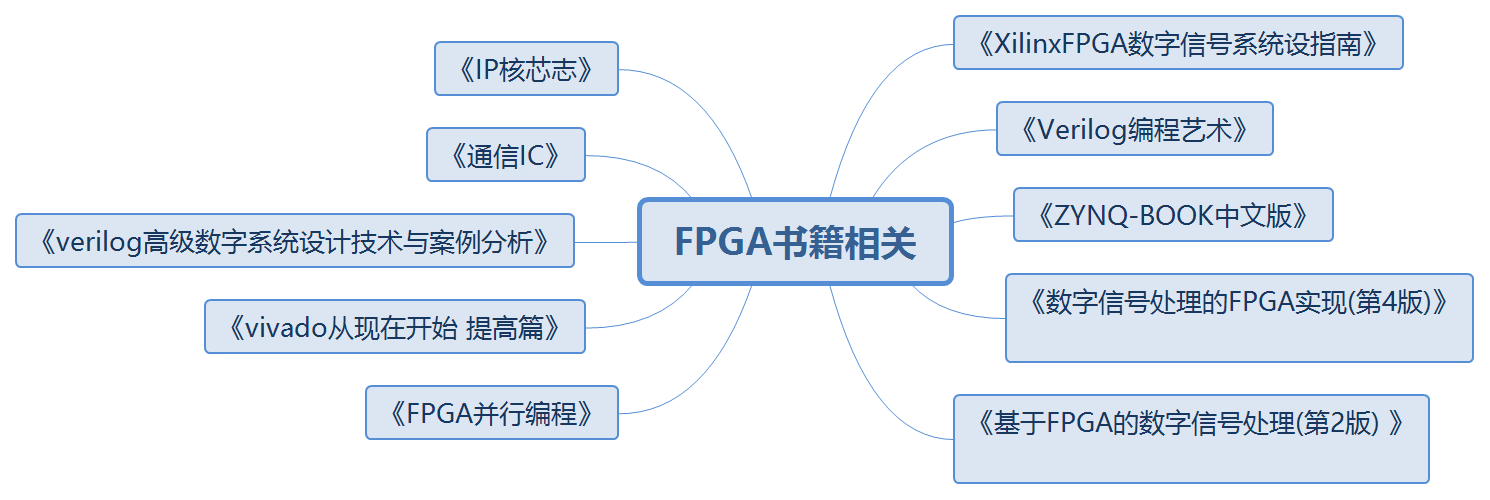 《IP核芯志》
《通信IC》
《verilog高级数字系统设计技术与案例分析》
《vivado从现在开始 提高篇》
《FPGA并行编程》
FPGA书籍相关
《XilinxFPGA数字信号系统设指南》
《Verilog编程艺术》
《ZYNQ-BOOK中文版》
《数字信号处理的FPGA实现(第4版)》
《基于FPGA的数字信号处理(第2版) 》